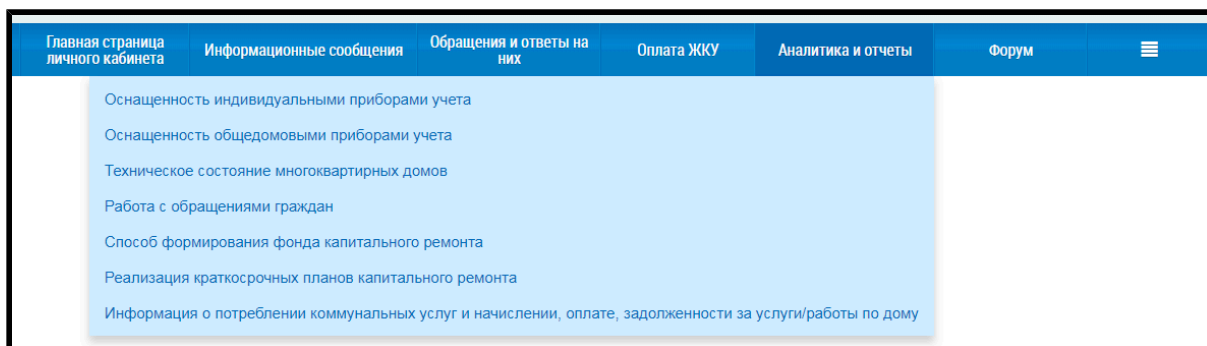 Главная страница
личного кабинета
Информационные сообщения
Обращения и ответы на
них
Оплата ЖКУ
Аналитика и отчеты
Форум
Оснащенность индивидуальными приборами учета
Оснащенность общедомовыми приборами учета
Техническое состояние многоквартирных домов
Работа с обращениями граждан
Способ формирования фонда капитального ремонта
Реализация краткосрочных планов капитального ремонта
Информация о потреблении коммунальных услуг и начислении, оплате, задолженности за услуги/работы по дому